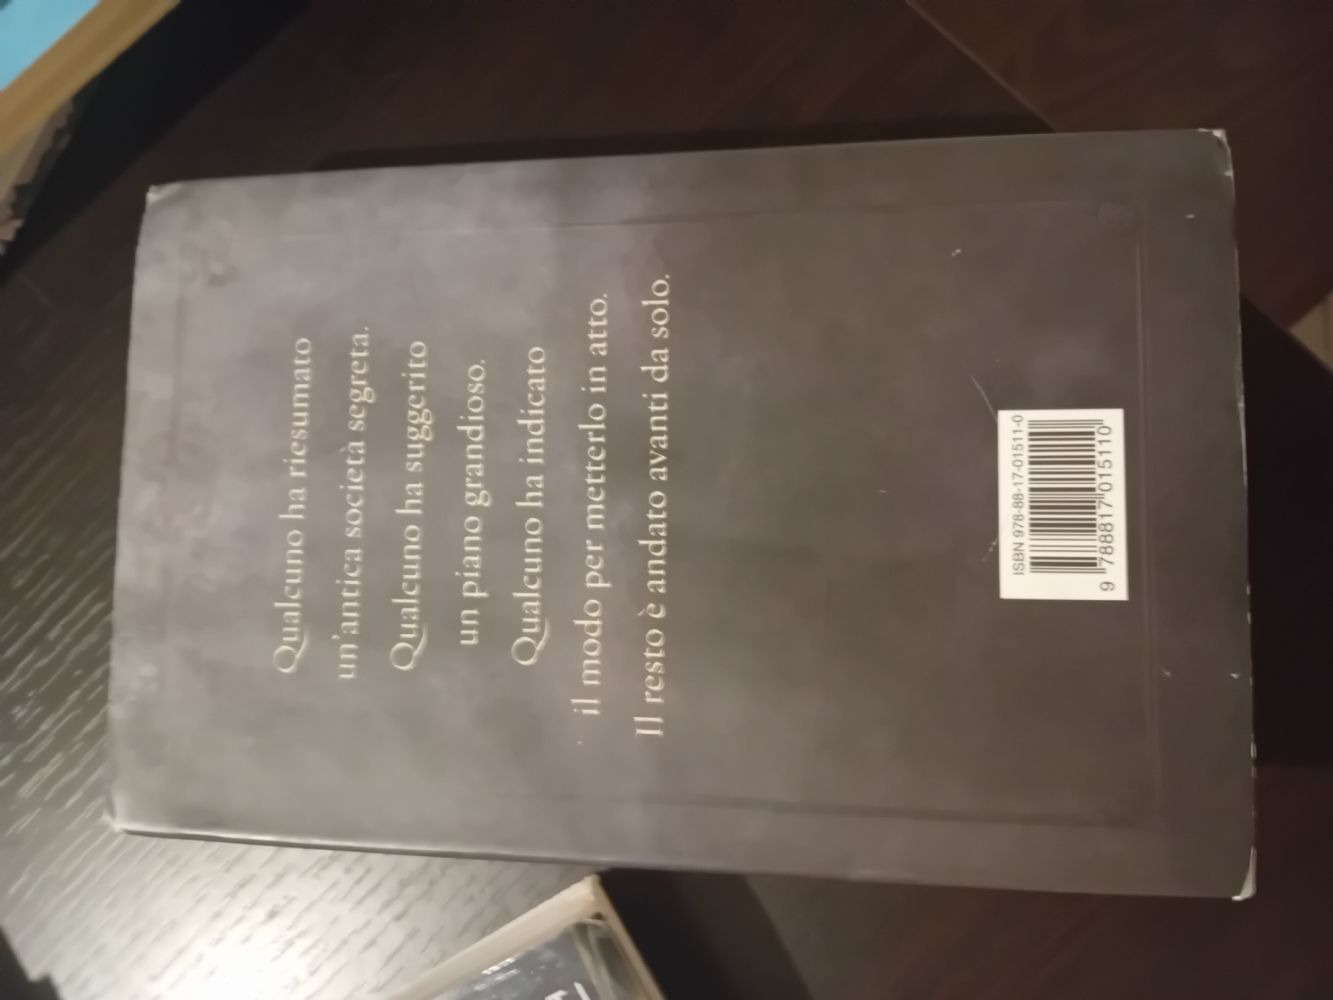 Qualcuno ha riesumato
un'antica società segreta.
Qualcuno ha suggerito
un piano grandioso.
Qualcuno ha indicato
il modo per metterlo in atto.
Il resto è andato avanti da solo.
ISBN 978-88-17-01511-0
9 788817 015110